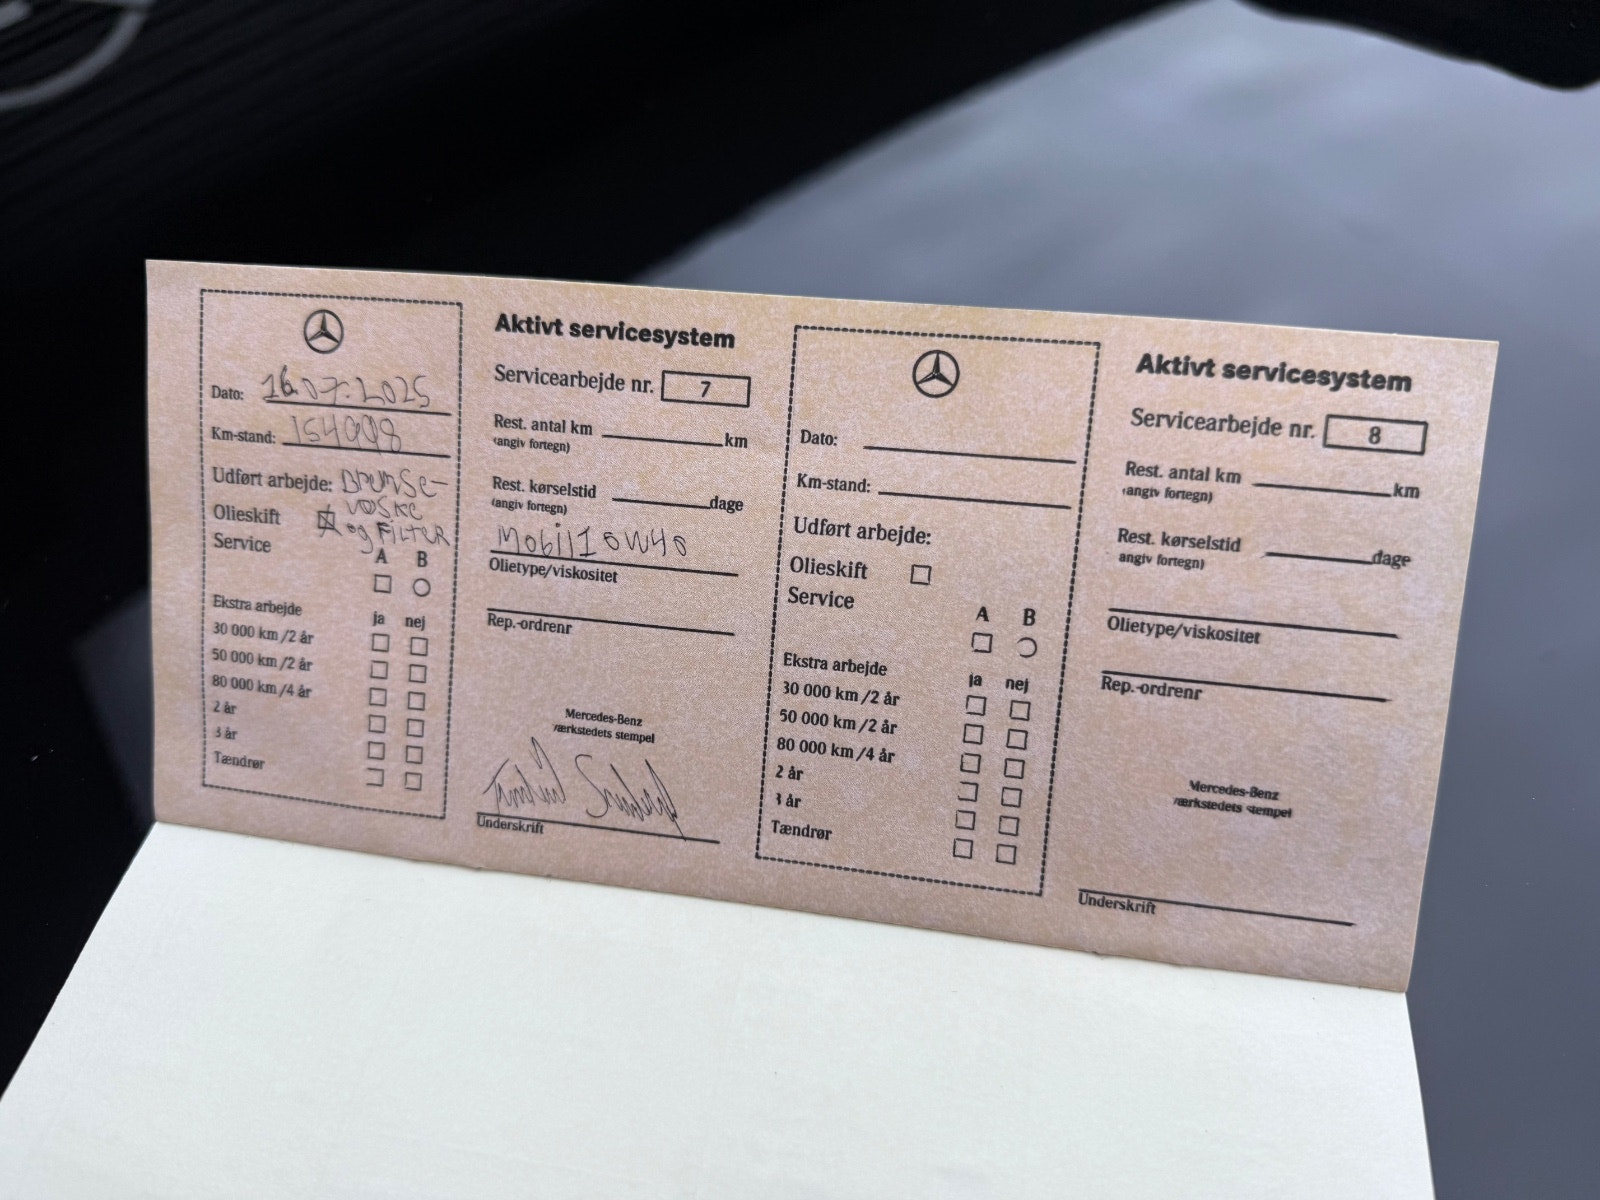 Dato: 16.07.2025
Km-stand: 154998
Udført arbejde: Bremse-
væske
Olieskift
og FILTER
Service
A B
Ekstra arbejde ja nej
30 000 km/2 år
50 000 km/2 år
80 000 km/4 år
2 år
3 år
Tændrør
Aktivt servicesystem
Servicearbejde nr. 7
Rest. antal km km
(angiv fortegn)
Rest. kørselstid dage
(angiv fortegn)
Mobil1 0W40
Olietype/viskositet
Rep.-ordrenr
Mercedes-Benz
værkstedets stempel
Underskrift
Dato:
Km-stand:
Udført arbejde:
Olieskift
Service
A B
Ekstra arbejde ja nej
30 000 km/2 år
50 000 km/2 år
80 000 km/4 år
2 år
3 år
Tændrør
Aktivt servicesystem
Servicearbejde nr. 8
Rest. antal km km
(angiv fortegn)
Rest. kørselstid dage
angiv fortegn)
Olietype/viskositet
Rep.-ordrenr
Mercedes-Benz
værkstedets stempel
Underskrift